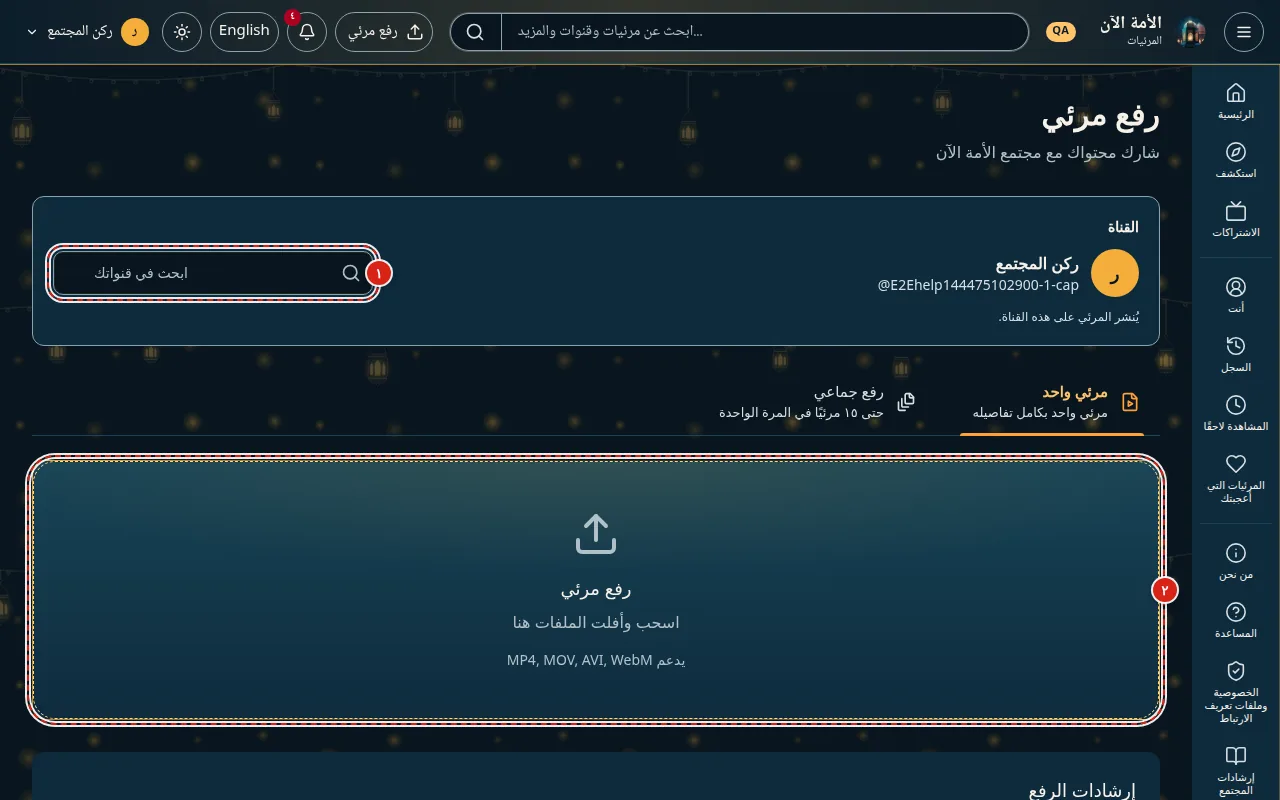 الأمة الآن
المرئيات
QA
ابحث عن مرئيات وقنوات والمزيد...
رفع مرئي
٤
English
ر
ركن المجتمع
الرئيسية
استكشف
الاشتراكات
أنت
السجل
المشاهدة لاحقًا
المرئيات التي
أعجبتك
من نحن
المساعدة
الخصوصية
وملفات تعريف
الارتباط
إرشادات
المجتمع
رفع مرئي
شارك محتواك مع مجتمع الأمة الآن
القناة
ر
ركن المجتمع
@E2Ehelp144475102900-1-cap
يُنشر المرئي على هذه القناة.
١
ابحث في قنواتك
مرئي واحد
مرئي واحد بكامل تفاصيله
رفع جماعي
حتى ١٥ مرئيًا في المرة الواحدة
٢
رفع مرئي
اسحب وأفلت الملفات هنا
يدعم MP4, MOV, AVI, WebM
إرشادات الرفع